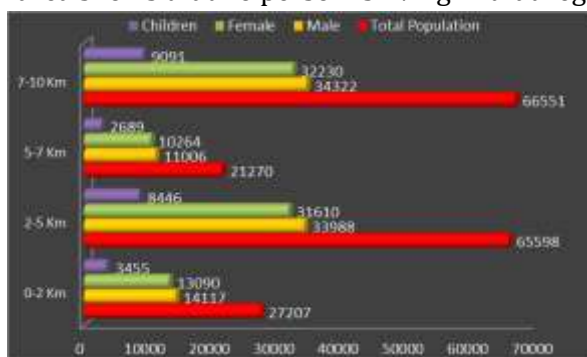 Children Female Male Total Population
9091
7-10 Km 32230
34322
66551
2689
5-7 Km 10264
11006
21270
8446
2-5 Km 31610
33988
65598
3455
0-2 Km 13090
14117
27207
0 10000 20000 30000 40000 50000 60000 70000